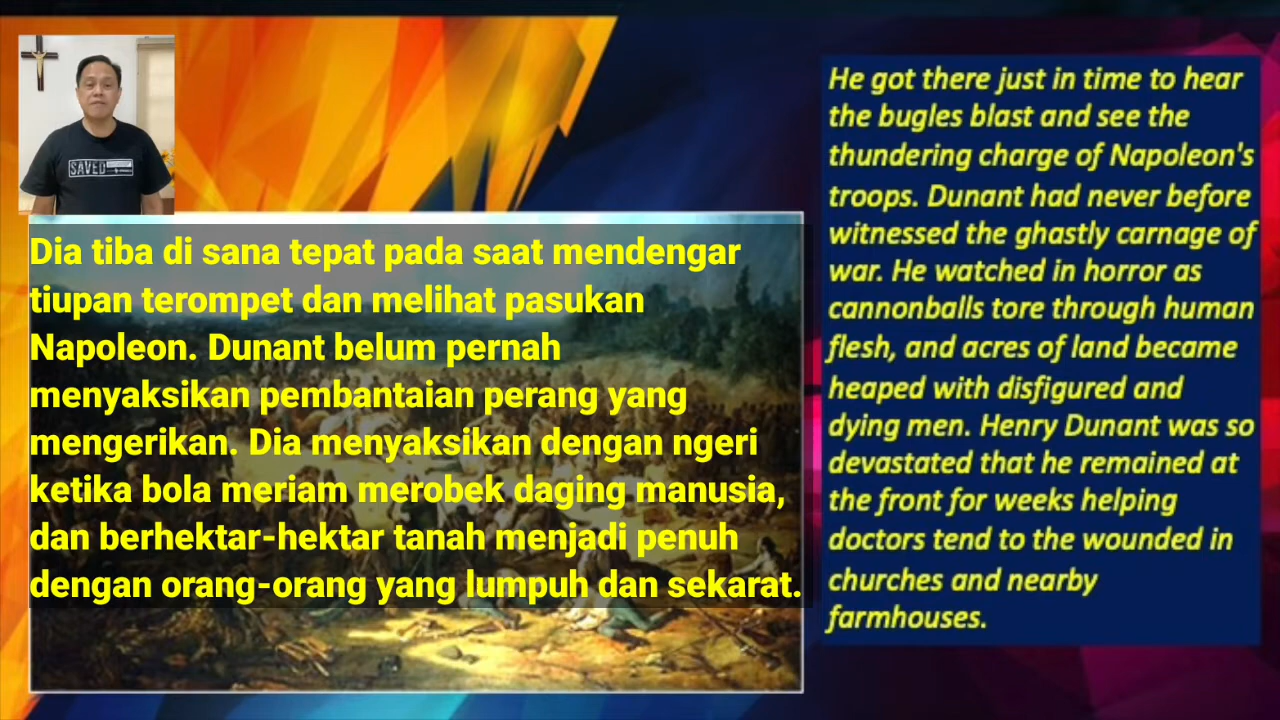 SAVED
Dia tiba di sana tepat pada saat mendengar
tiupan terompet dan melihat pasukan
Napoleon. Dunant belum pernah
menyaksikan pembantaian perang yang
mengerikan. Dia menyaksikan dengan ngeri
ketika bola meriam merobek daging manusia,
dan berhektar-hektar tanah menjadi penuh
dengan orang-orang yang lumpuh dan sekarat.
He got there just in time to hear
the bugles blast and see the
thundering charge of Napoleon's
troops. Dunant had never before
witnessed the ghastly carnage of
war. He watched in horror as
cannonballs tore through human
flesh, and acres of land became
heaped with disfigured and
dying men. Henry Dunant was so
devastated that he remained at
the front for weeks helping
doctors tend to the wounded in
churches and nearby
farmhouses.